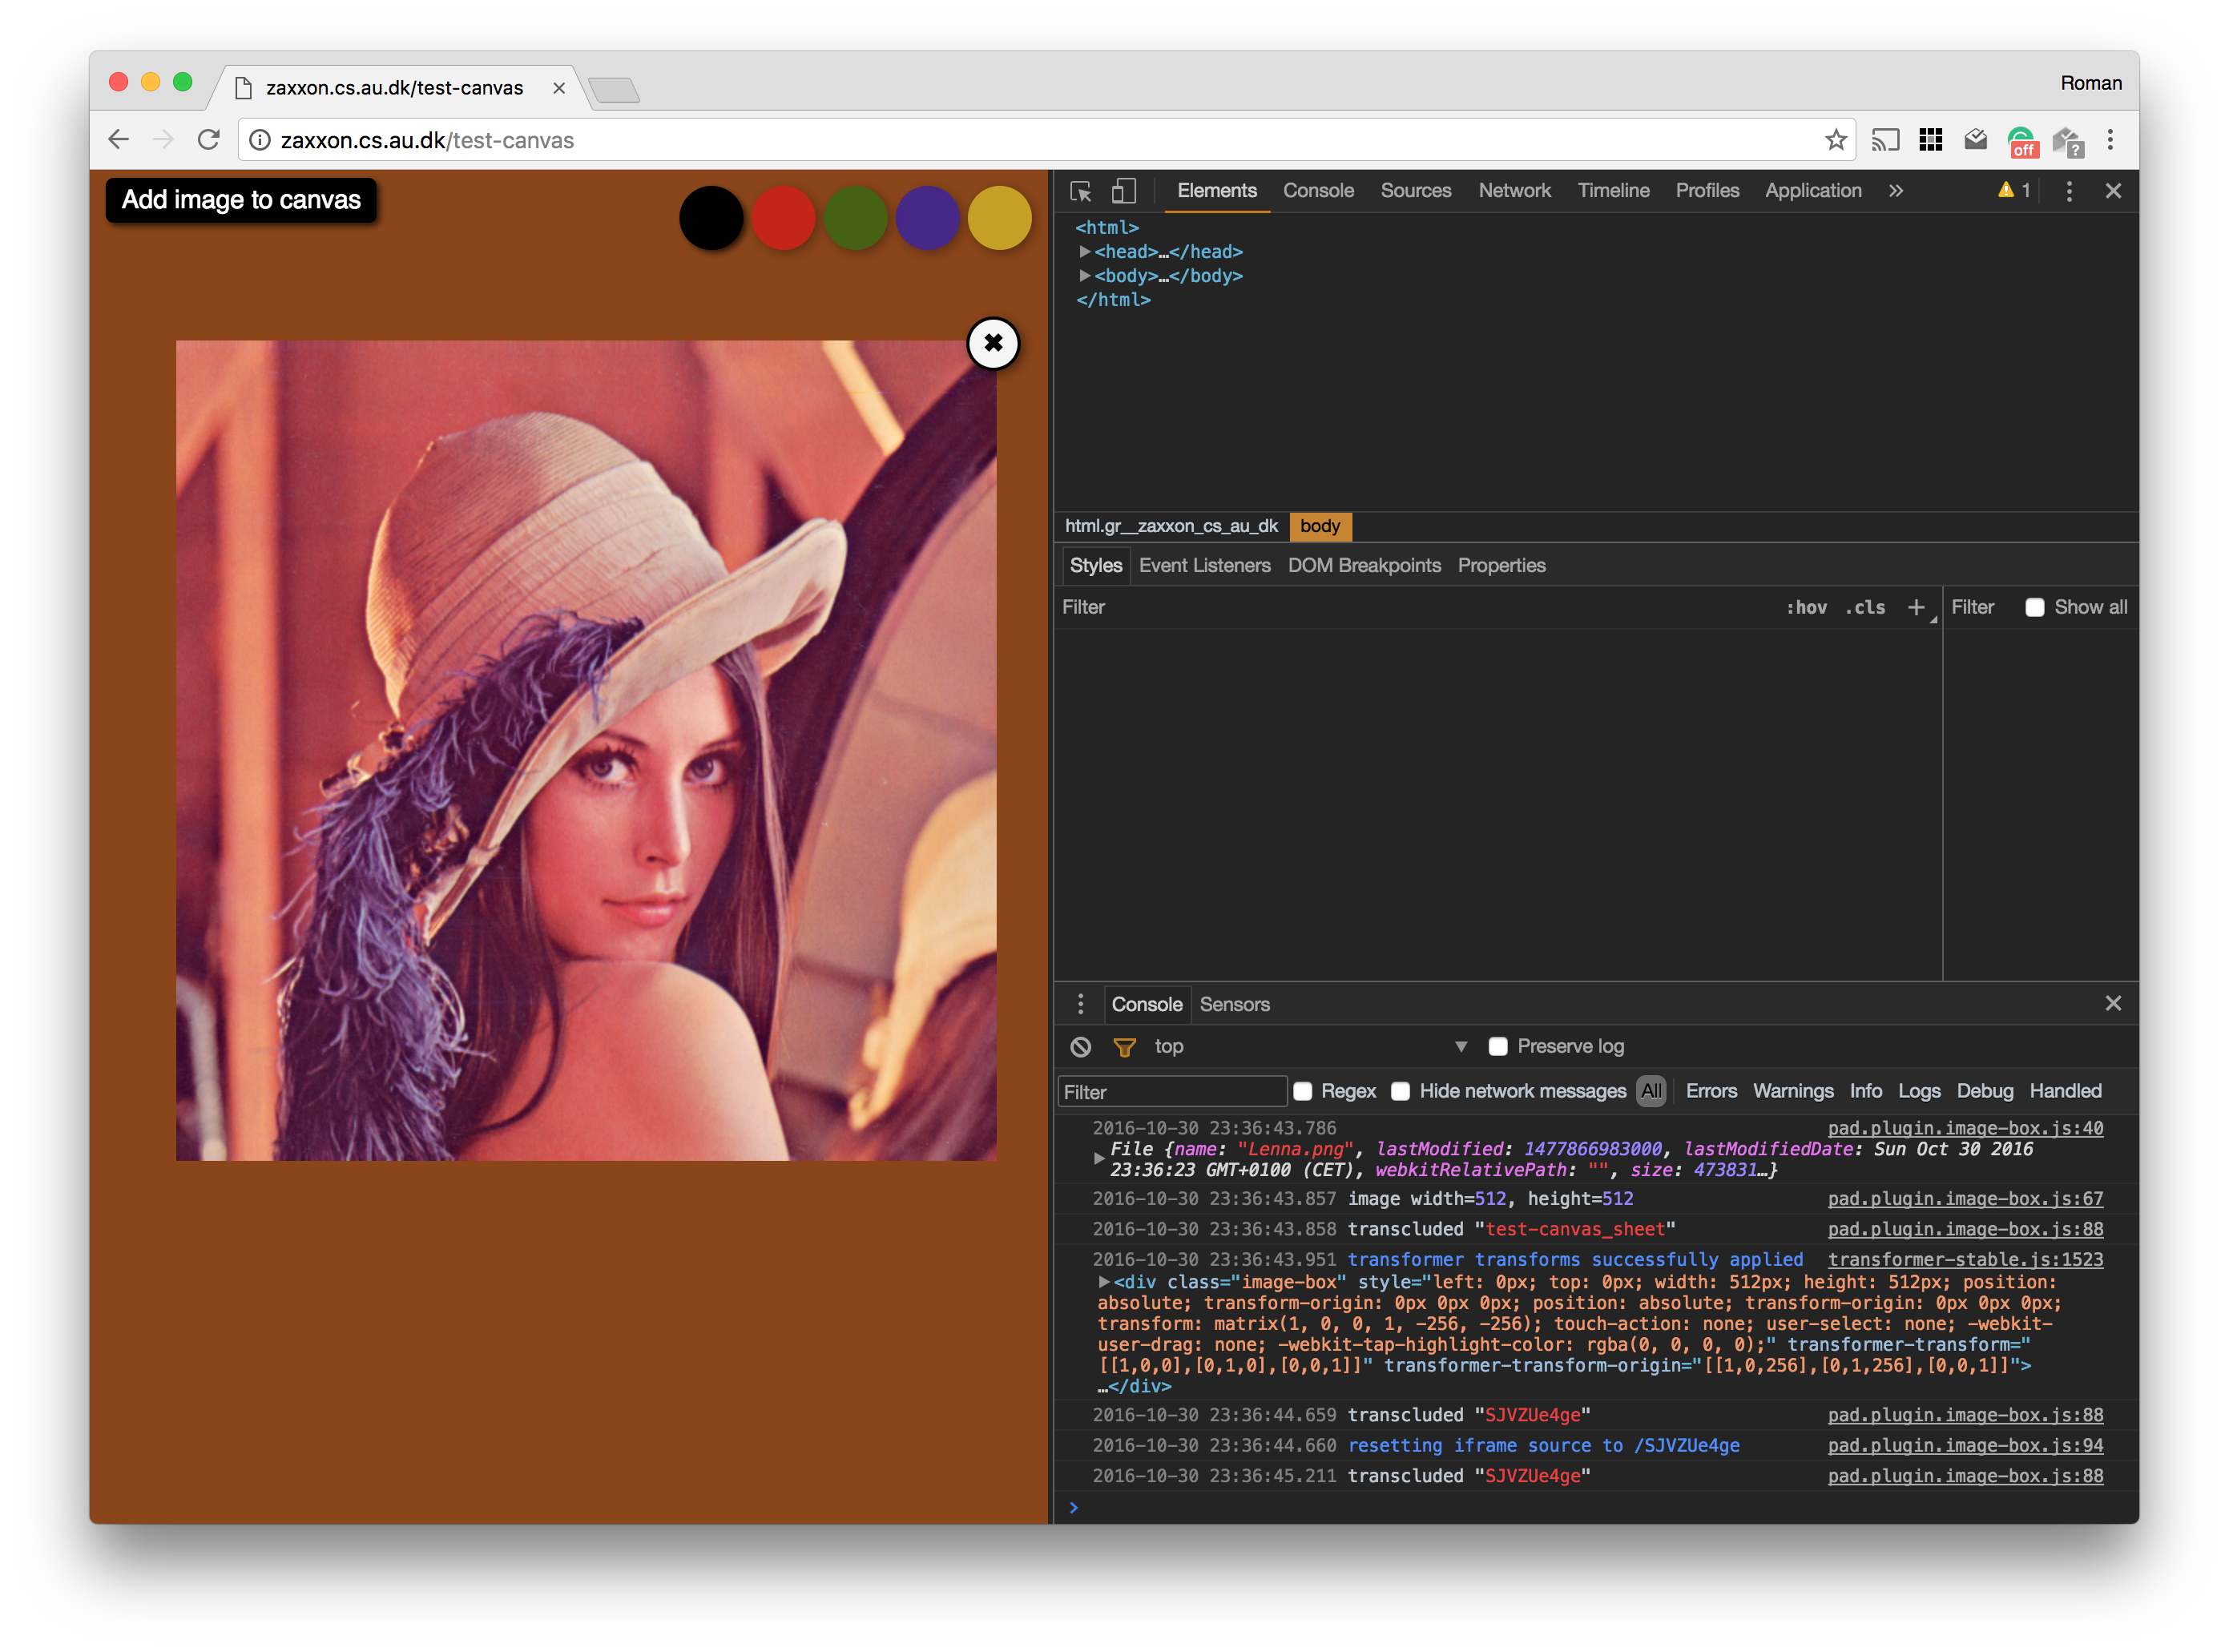 zaxxon.cs.au.dk/test-canvas
Roman
zaxxon.cs.au.dk/test-canvas
off
?
Add image to canvas
Elements Console Sources Network Timeline Profiles Application » 1
<html>
<head>…</head>
<body>…</body>
</html>
html.gr__zaxxon_cs_au_dk body
Styles Event Listeners DOM Breakpoints Properties
Filter :hov .cls + Filter Show all
Console Sensors
top Preserve log
Filter Regex Hide network messages All Errors Warnings Info Logs Debug Handled
2016-10-30 23:36:43.786 pad.plugin.image-box.js:40
File {name: "Lenna.png", lastModified: 1477866983000, lastModifiedDate: Sun Oct 30 2016
23:36:23 GMT+0100 (CET), webkitRelativePath: "", size: 473831…}
2016-10-30 23:36:43.857 image width=512, height=512 pad.plugin.image-box.js:67
2016-10-30 23:36:43.858 transcluded "test-canvas_sheet" pad.plugin.image-box.js:88
2016-10-30 23:36:43.951 transformer transforms successfully applied transformer-stable.js:1523
<div class="image-box" style="left: 0px; top: 0px; width: 512px; height: 512px; position:
absolute; transform-origin: 0px 0px 0px; position: absolute; transform-origin: 0px 0px 0px;
transform: matrix(1, 0, 0, 1, -256, -256); touch-action: none; user-select: none; -webkit-
user-drag: none; -webkit-tap-highlight-color: rgba(0, 0, 0, 0);" transformer-transform="
[[1,0,0],[0,1,0],[0,0,1]]" transformer-transform-origin="[[1,0,256],[0,1,256],[0,0,1]]">
…</div>
2016-10-30 23:36:44.659 transcluded "SJVZUe4ge" pad.plugin.image-box.js:88
2016-10-30 23:36:44.660 resetting iframe source to /SJVZUe4ge pad.plugin.image-box.js:94
2016-10-30 23:36:45.211 transcluded "SJVZUe4ge" pad.plugin.image-box.js:88